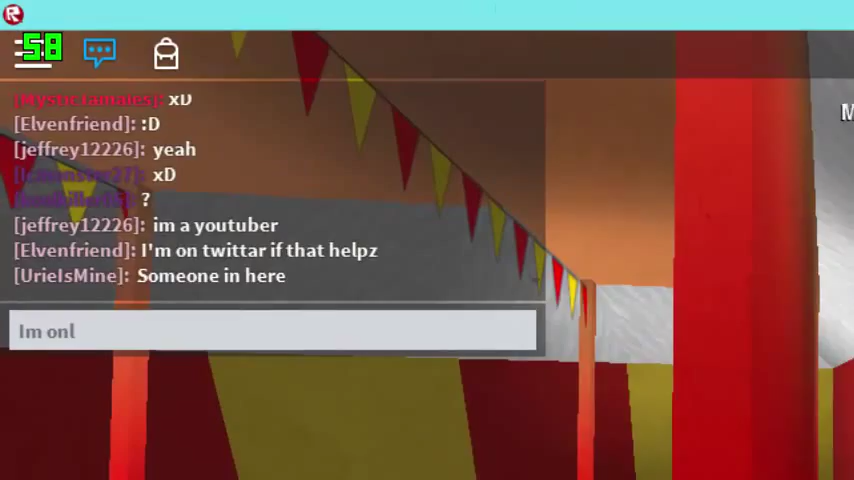 58
[MysticTamales]: xD
[Elvenfriend]: :D
[jeffrey12226]: yeah
xD
?
[jeffrey12226]: im a youtuber
[Elvenfriend]: I'm on twittar if that helpz
[UrieIsMine]: Someone in here
Im onl
M